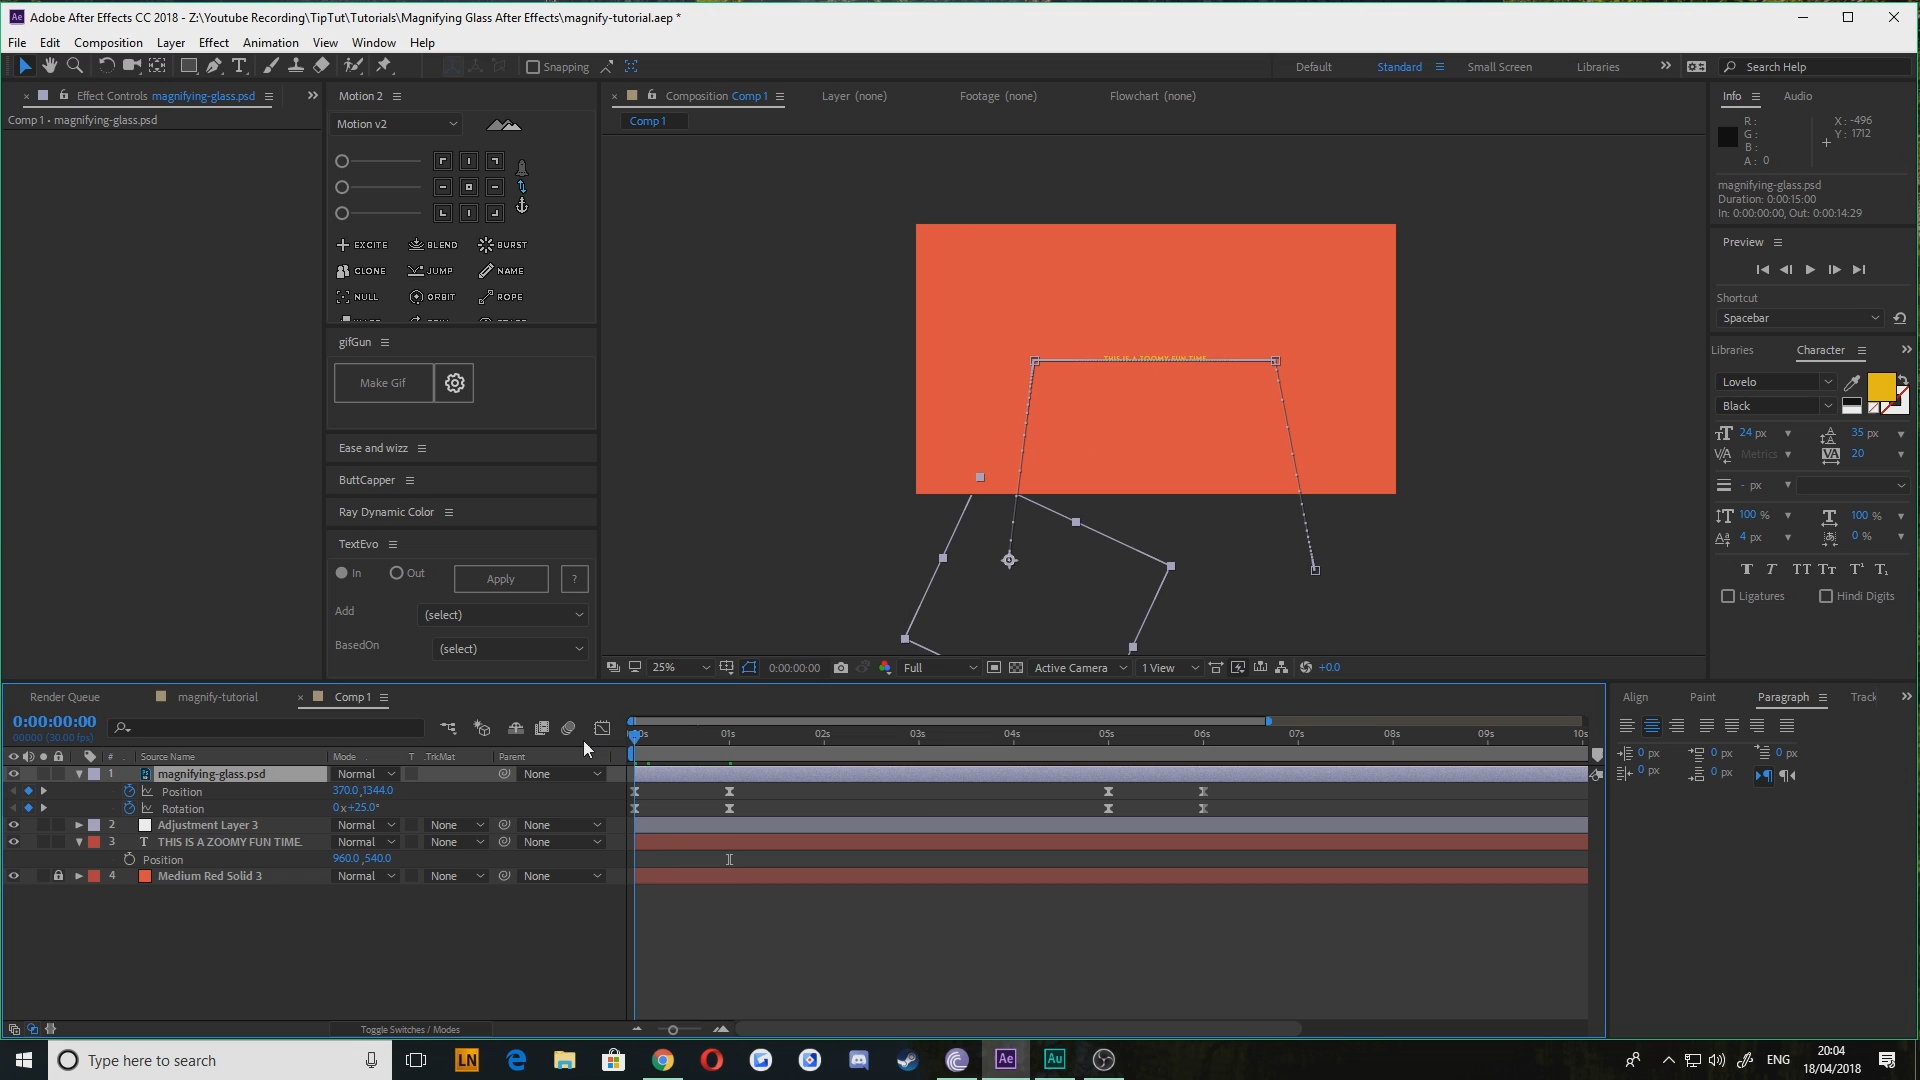 Adobe After Effects CC 2018 - Z:\Youtube Recording\TipTut\Tutorials\Magnifying Glass After Effects\magnify-tutorial.aep *
File Edit Composition Layer Effect Animation View Window Help
Snapping
Default Standard Small Screen Libraries Search Help
Effect Controls magnifying-glass.psd
Comp 1 • magnifying-glass.psd
Motion 2
Motion v2
EXCITE BLEND BURST
CLONE JUMP NAME
NULL ORBIT ROPE
gifGun
Make Gif
Ease and wizz
ButtCapper
Ray Dynamic Color
TextEvo
In Out Apply ?
Add (select)
BasedOn (select)
Composition Comp 1 Layer (none) Footage (none) Flowchart (none)
Comp 1
THIS IS A ZOOMY FUN TIME.
25% 0:00:00:00 Full Active Camera 1 View +0.0
Info Audio
R: X: -496
G: Y: 1712
B:
A: 0
magnifying-glass.psd
Duration: 0:00:15:00
In: 0:00:00:00, Out: 0:00:14:29
Preview
Shortcut
Spacebar
Libraries Character
Lovelo
Black
24 px 35 px
Metrics 20
- px
100 % 100 %
4 px 0 %
Ligatures Hindi Digits
Render Queue magnify-tutorial Comp 1
0:00:00:00
00000 (30.00 fps)
# Source Name Mode T .TrkMat Parent
01s 02s 03s 04s 05s 06s 07s 08s 09s 10s
1 magnifying-glass.psd Normal None
Position 370.0,1344.0
Rotation 0x+25.0°
2 Adjustment Layer 3 Normal None None
3 T THIS IS A ZOOMY FUN TIME. Normal None None
Position 960.0,540.0
4 Medium Red Solid 3 Normal None None
Toggle Switches / Modes
Align Paint Paragraph Track
0 px 0 px 0 px
0 px 0 px
Type here to search
LN Ae Au
ENG
20:04
18/04/2018